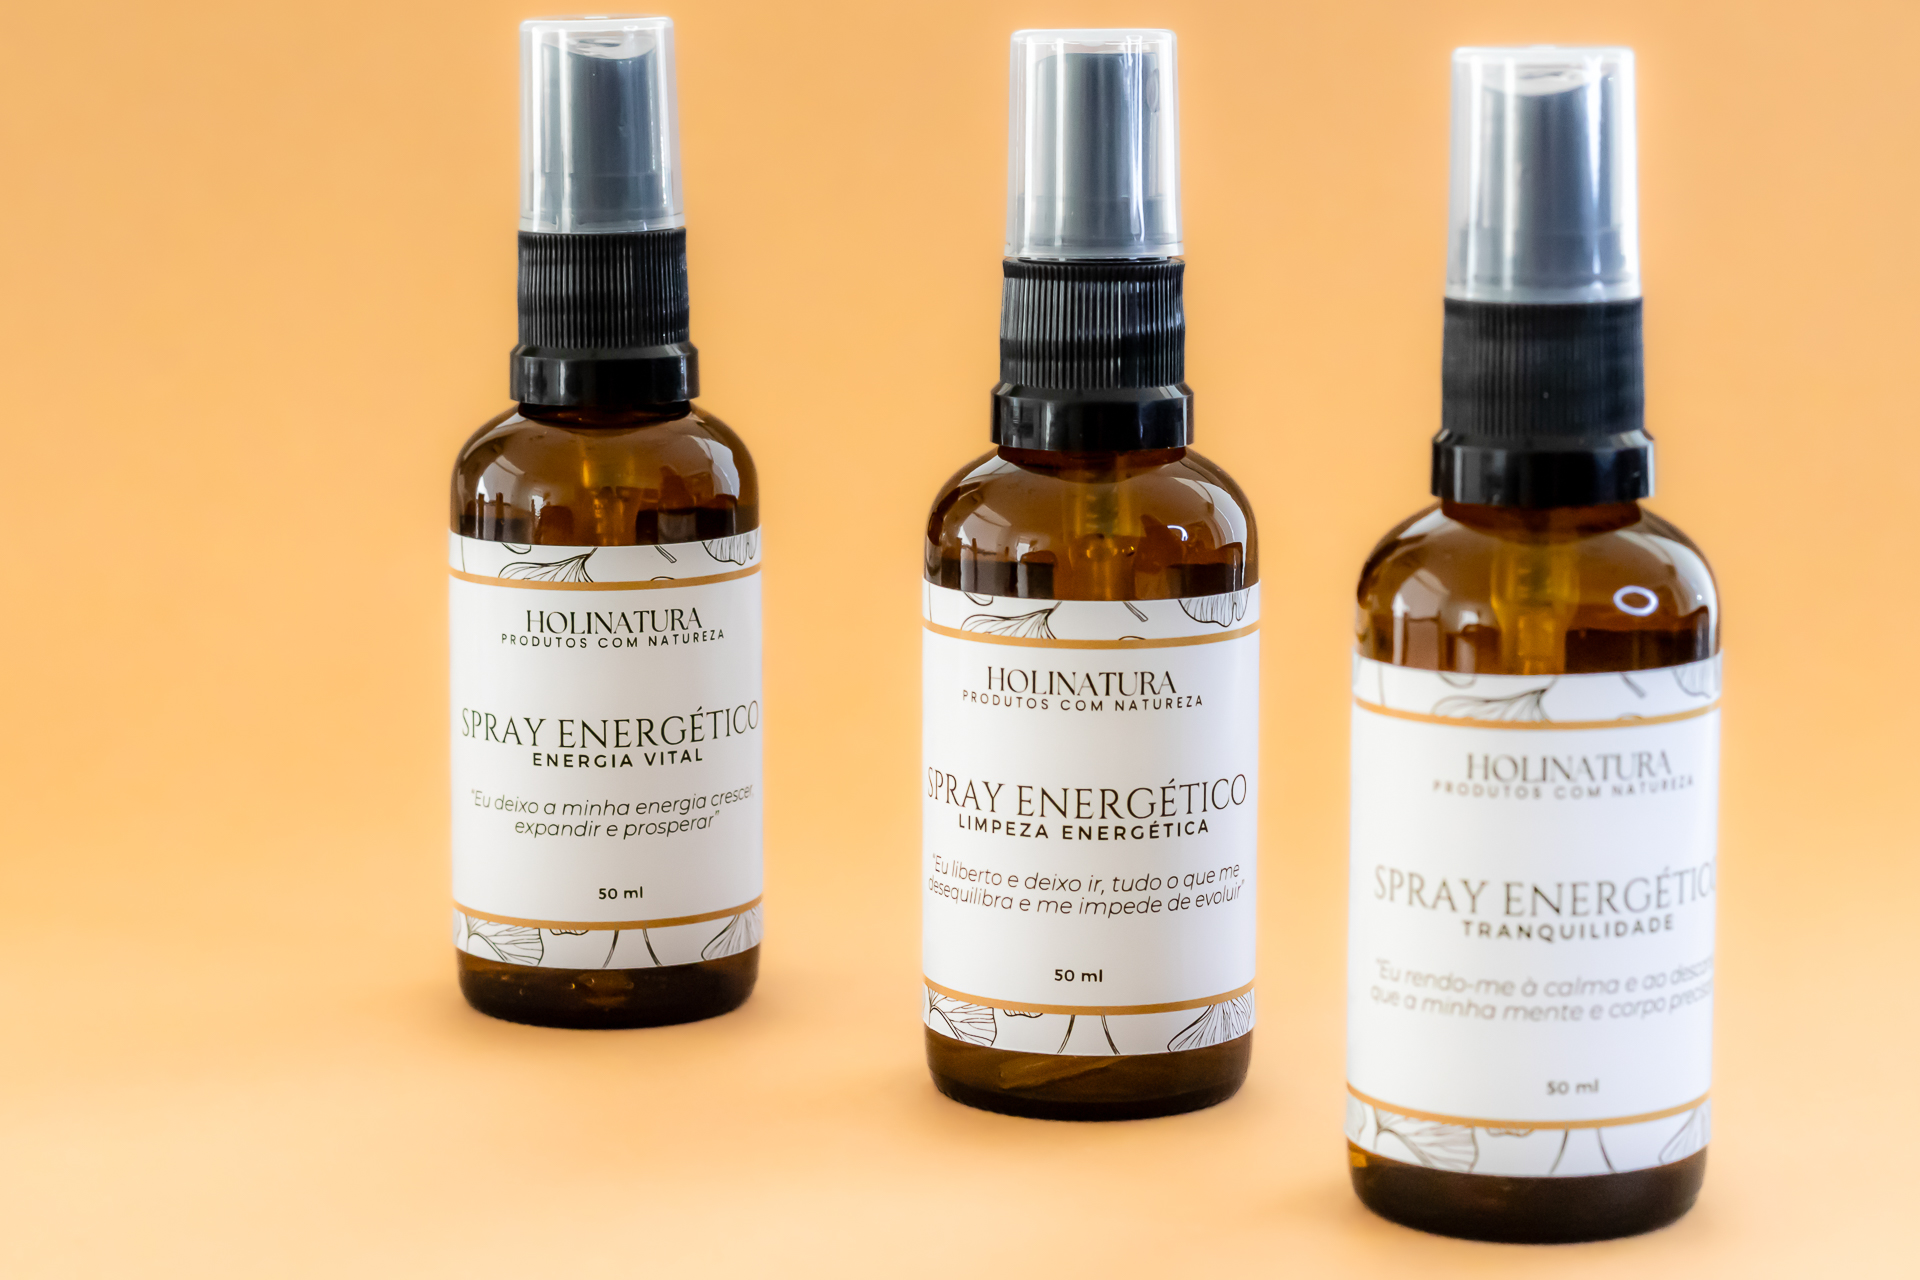 HOLINATURA
PRODUTOS COM NATUREZA
SPRAY ENERGÉTICO
ENERGIA VITAL
“Eu deixo a minha energia crescer,
expandir e prosperar”
50 ml
HOLINATURA
PRODUTOS COM NATUREZA
SPRAY ENERGÉTICO
LIMPEZA ENERGÉTICA
“Eu liberto e deixo ir, tudo o que me
desequilibra e me impede de evoluir”
50 ml
HOLINATURA
PRODUTOS COM NATUREZA
SPRAY ENERGÉTICO
TRANQUILIDADE
“Eu rendo-me à calma e ao
que a minha mente e corpo
50 ml